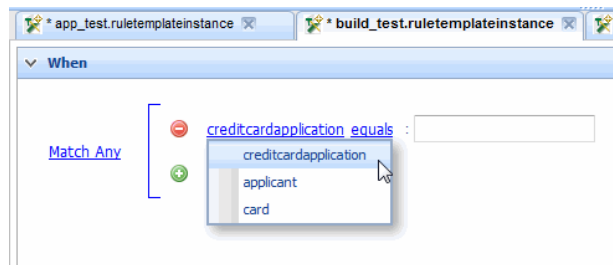 * app_test.ruletemplateinstance
* build_test.ruletemplateinstance
When
Match Any
creditcardapplication equals :
creditcardapplication
applicant
card